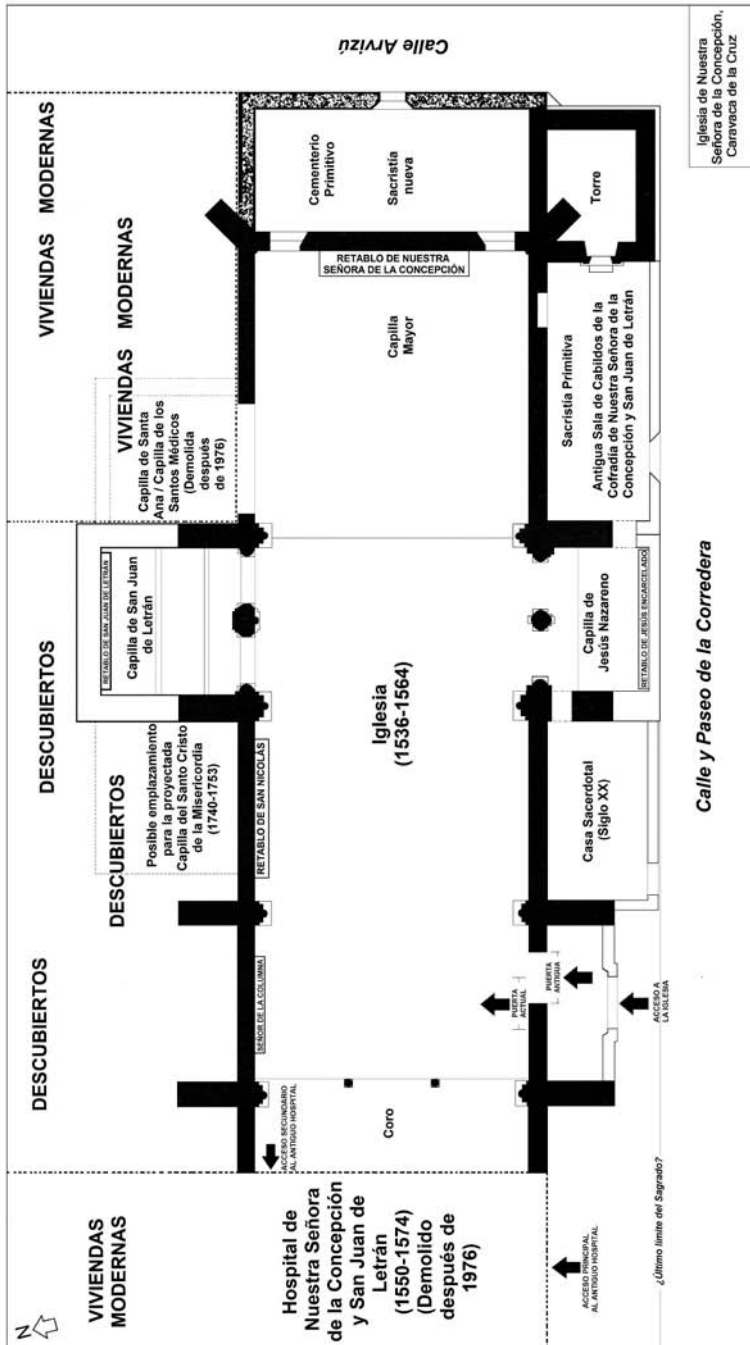 Iglesia de Nuestra
Señora de la Concepción,
Caravaca de la Cruz
Calle Arvizú
VIVIENDAS MODERNAS
VIVIENDAS MODERNAS
VIVIENDAS MODERNAS
Cementerio
Primitivo
Sacristía
nueva
Torre
RETABLO DE NUESTRA
SEÑORA DE LA CONCEPCIÓN
Capilla
Mayor
Capilla de Santa
Ana / Capilla de los
Santos Médicos
(Demolida
después
de 1976)
Sacristia Primitiva
Antigua Sala de Cabildos de la
Cofradía de Nuestra Señora de la
Concepción y San Juan de Letrán
DESCUBIERTOS
RETABLO DE SAN JUAN DE LETRÁN
Capilla de San Juan
de Letrán
Capilla de
Jesús Nazareno
RETABLO DE JESÚS ENCARCELADO
Iglesia
(1536-1564)
DESCUBIERTOS
Posible emplazamiento
para la proyectada
Capilla del Santo Cristo
de la Misericordia
(1740-1753)
RETABLO DE SAN NICOLÁS
Casa Sacerdotal
(Siglo XX)
Calle y Paseo de la Corredera
DESCUBIERTOS
SEÑOR DE LA COLUMNA
PUERTA
ACTUAL
PUERTA
ANTIGUA
ACCESO A
LA IGLESIA
Coro
ACCESO SECUNDARIO
AL ANTIGUO HOSPITAL
¿Último limite del Sagrado?
VIVIENDAS
MODERNAS
Hospital de
Nuestra Señora
de la Concepción
y San Juan de
Letrán
(1550-1574)
(Demolido
después de
1976)
ACCESO PRINCIPAL
AL ANTIGUO HOSPITAL
N